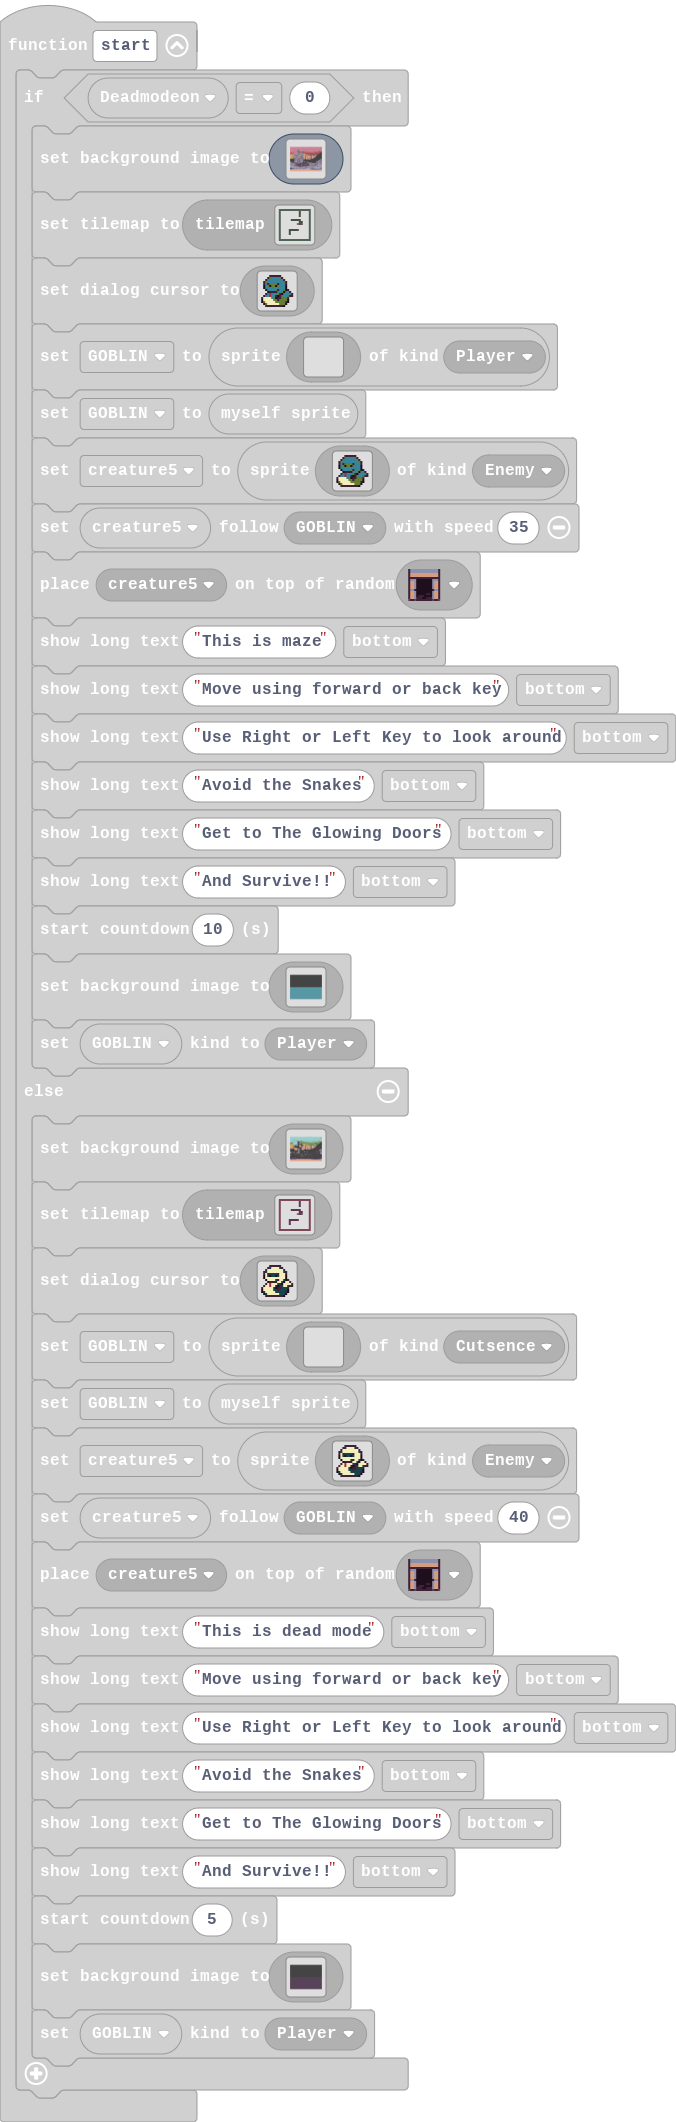 function start
if Deadmodeon = 0 then
set background image to
set tilemap to tilemap
set dialog cursor to
set GOBLIN to sprite of kind Player
set GOBLIN to myself sprite
set creature5 to sprite of kind Enemy
set creature5 follow GOBLIN with speed 35
place creature5 on top of random
show long text "This is maze" bottom
show long text "Move using forward or back key" bottom
show long text "Use Right or Left Key to look around" bottom
show long text "Avoid the Snakes" bottom
show long text "Get to The Glowing Doors" bottom
show long text "And Survive!!" bottom
start countdown 10 (s)
set background image to
set GOBLIN kind to Player
else
set background image to
set tilemap to tilemap
set dialog cursor to
set GOBLIN to sprite of kind Cutsence
set GOBLIN to myself sprite
set creature5 to sprite of kind Enemy
set creature5 follow GOBLIN with speed 40
place creature5 on top of random
show long text "This is dead mode" bottom
show long text "Move using forward or back key" bottom
show long text "Use Right or Left Key to look around" bottom
show long text "Avoid the Snakes" bottom
show long text "Get to The Glowing Doors" bottom
show long text "And Survive!!" bottom
start countdown 5 (s)
set background image to
set GOBLIN kind to Player